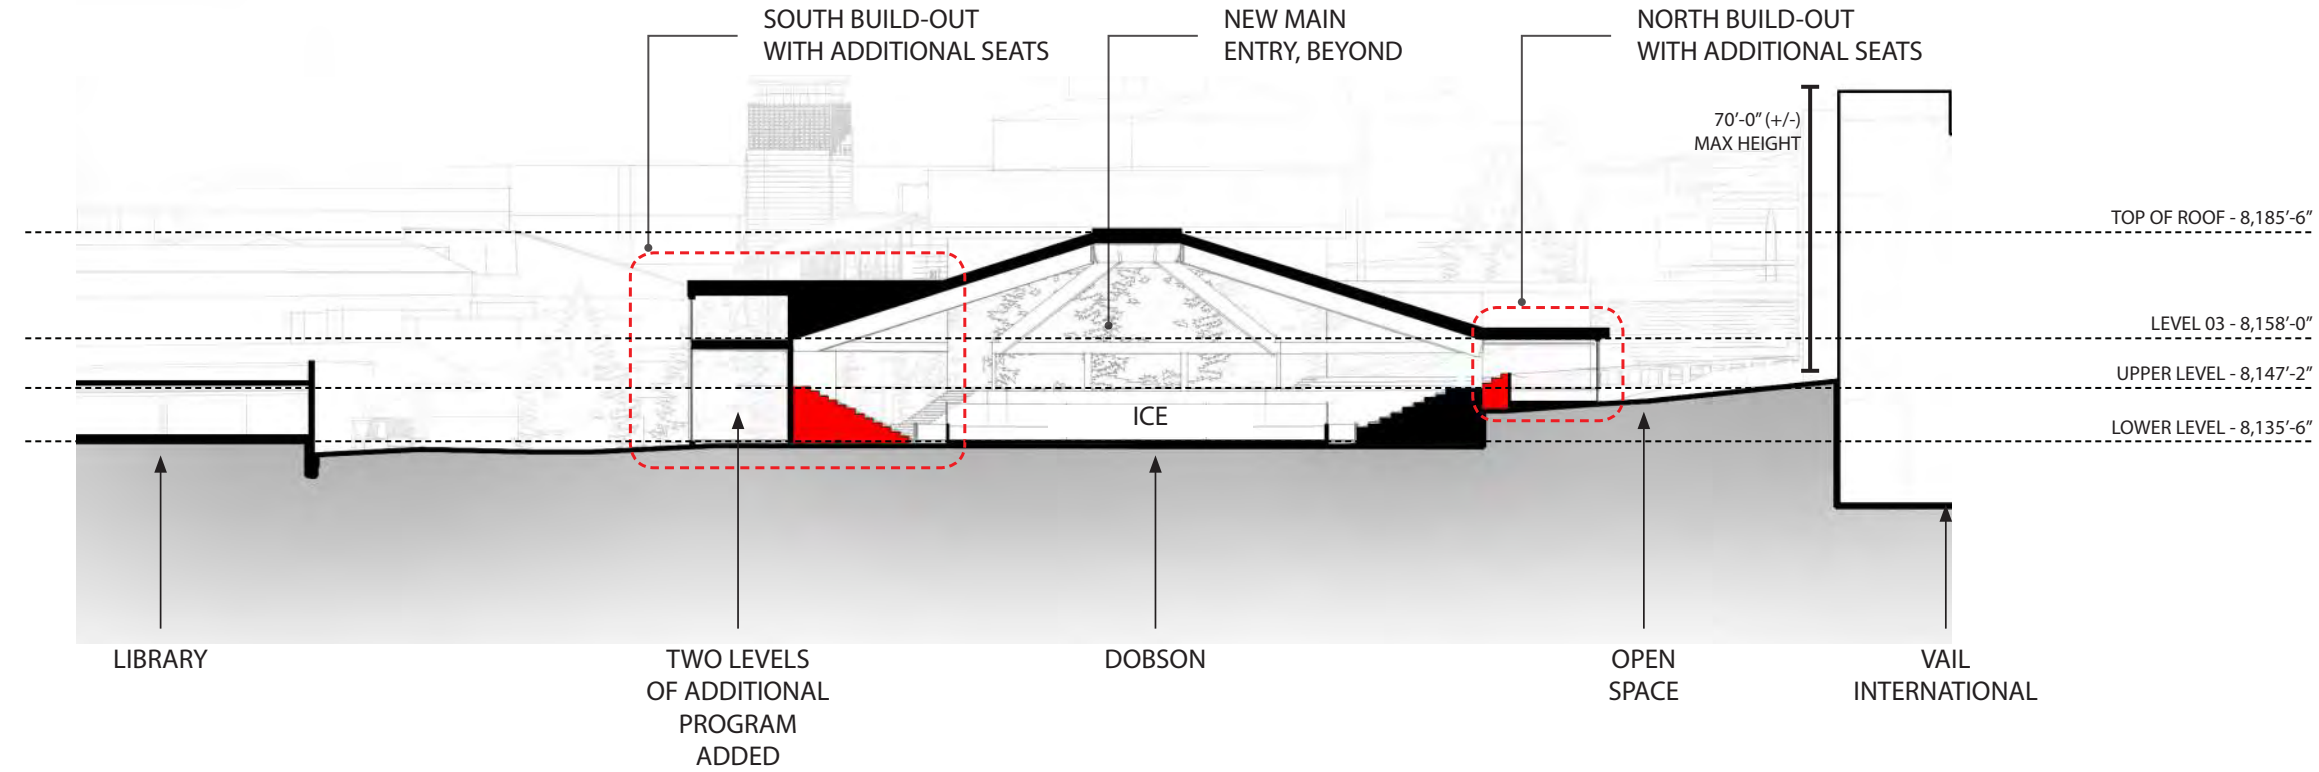 SOUTH BUILD-OUT
WITH ADDITIONAL SEATS
NEW MAIN
ENTRY, BEYOND
NORTH BUILD-OUT
WITH ADDITIONAL SEATS
70’-0” (+/-)
MAX HEIGHT
TOP OF ROOF - 8,185’-6”
LEVEL 03 - 8,158’-0”
UPPER LEVEL - 8,147’-2”
LOWER LEVEL - 8,135’-6”
ICE
LIBRARY
TWO LEVELS
OF ADDITIONAL
PROGRAM
ADDED
DOBSON
OPEN
SPACE
VAIL
INTERNATIONAL